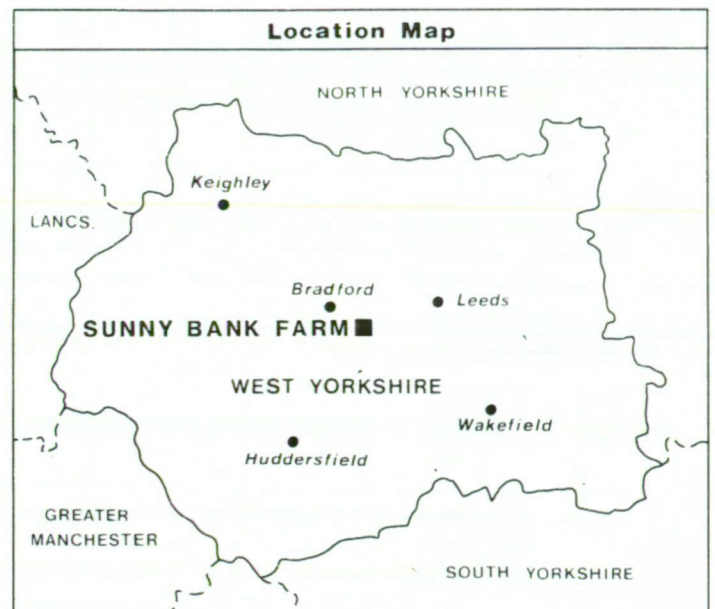 Location Map
NORTH YORKSHIRE
Keighley
LANCS.
Bradford
Leeds
SUNNY BANK FARM
WEST YORKSHIRE
Wakefield
Huddersfield
GREATER
MANCHESTER
SOUTH YORKSHIRE